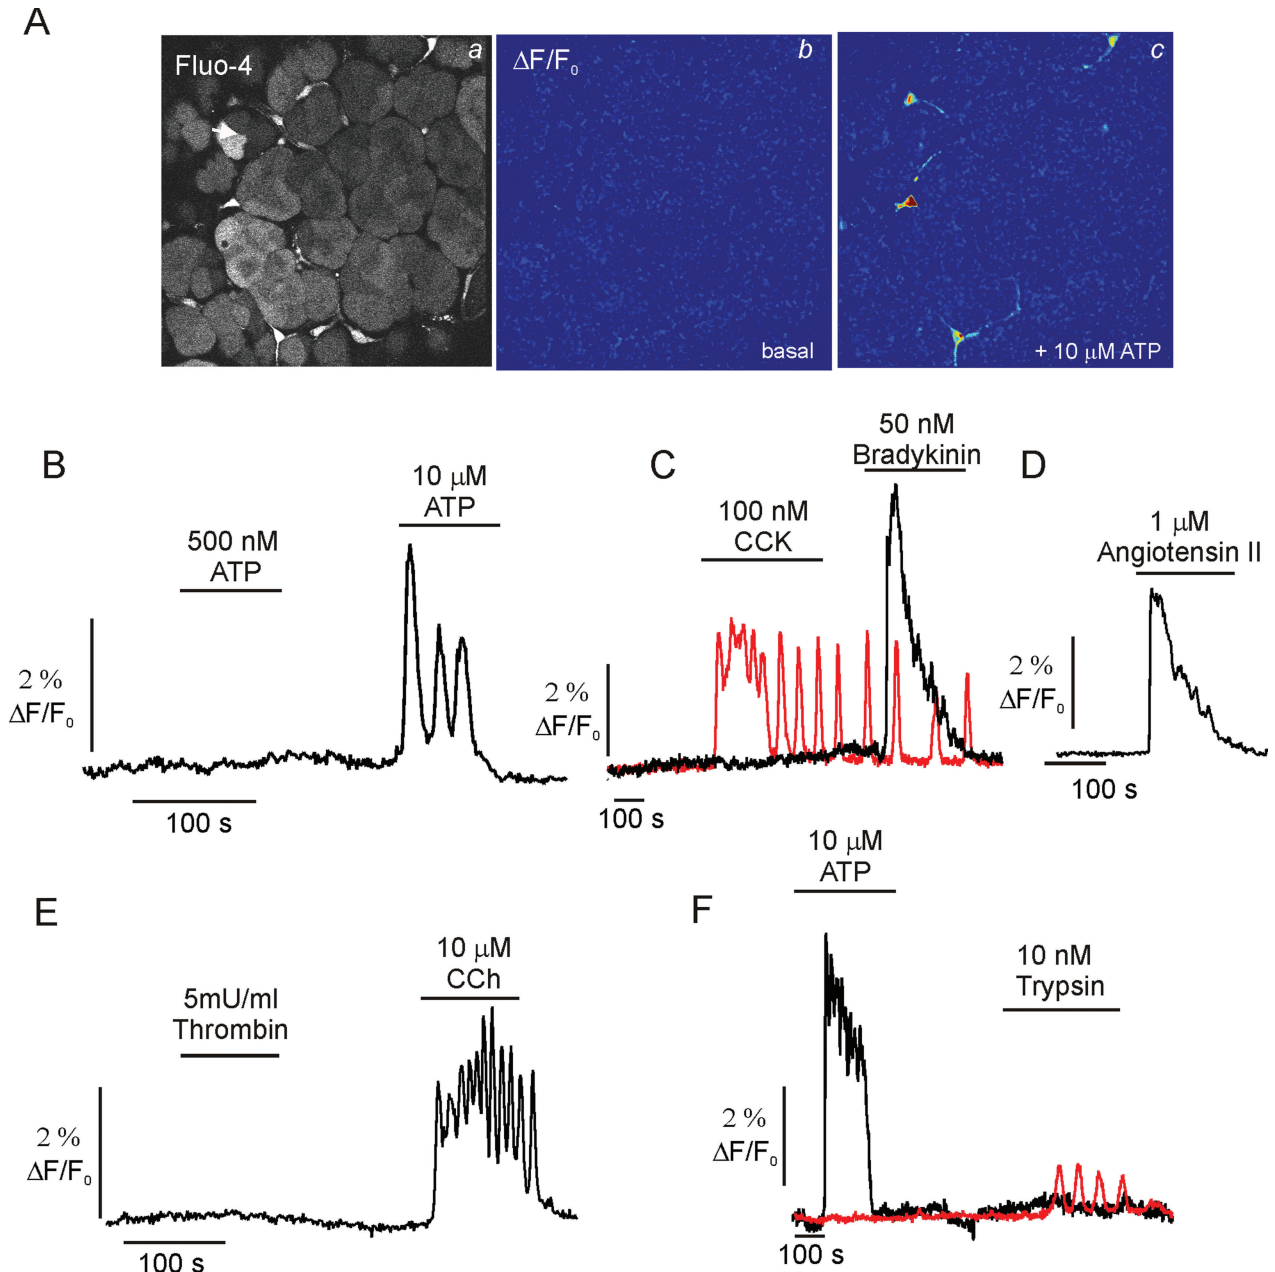 A
Fluo-4
a
ΔF/F0
b
basal
c
+ 10 μM ATP
B
500 nM
ATP
10 μM
ATP
2 %
ΔF/F0
100 s
C
100 nM
CCK
50 nM
Bradykinin
2 %
ΔF/F0
100 s
D
1 μM
Angiotensin II
2 %
ΔF/F0
100 s
E
5mU/ml
Thrombin
10 μM
CCh
2 %
ΔF/F0
100 s
F
10 μM
ATP
10 nM
Trypsin
2 %
ΔF/F0
100 s